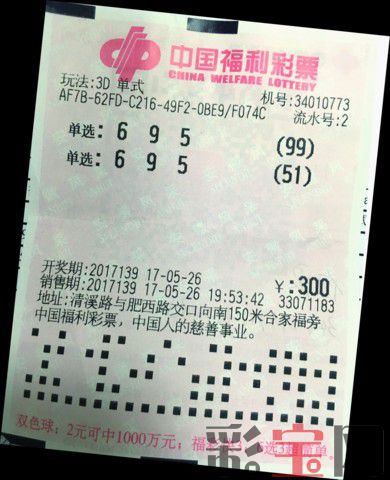 中国福利彩票
CHINA WELFARE LOTTERY
玩法:3D 单式 机号:34010773
AF7B-62FD-C216-49F2-0BE9/F074C 流水号:2
单选: 6 9 5 (99)
单选: 6 9 5 (51)
开奖期:2017139 17-05-26 ¥:300
销售期:2017139 17-05-26 19:53:42 33071183
地址:清溪路与肥西路交口向南150米合家福旁
中国福利彩票，中国人的慈善事业。
双色球：2元可中1000万元；福彩
彩宝网